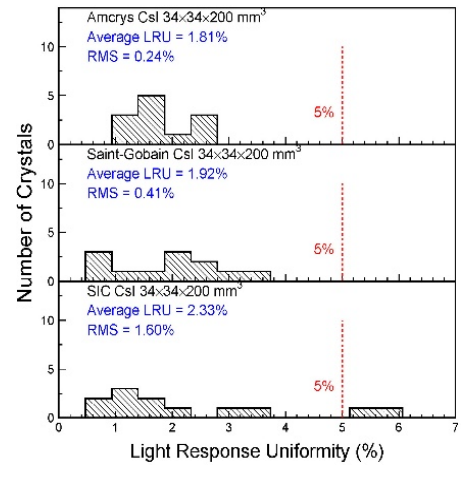 Amcrys CsI 34×34×200 mm³
Average LRU = 1.81%
RMS = 0.24%
5%
10
5
0
Saint-Gobain CsI 34×34×200 mm³
Average LRU = 1.92%
RMS = 0.41%
5%
10
5
0
SIC CsI 34×34×200 mm³
Average LRU = 2.33%
RMS = 1.60%
5%
10
5
0
0 1 2 3 4 5 6 7
Number of Crystals
Light Response Uniformity (%)